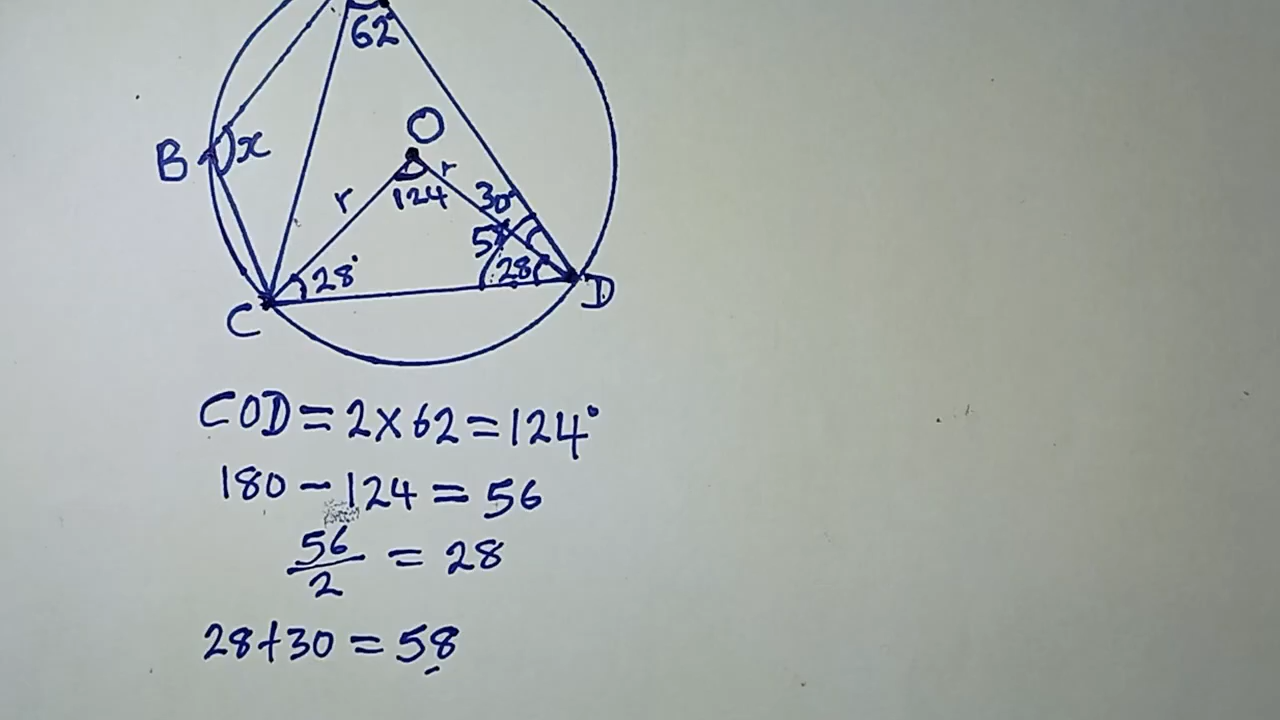 62°
O
B x
r
r 30°
124
5
28° 28
C D
COD = 2 x 62 = 124°
180 - 124 = 56
56/2 = 28
28 + 30 = 58